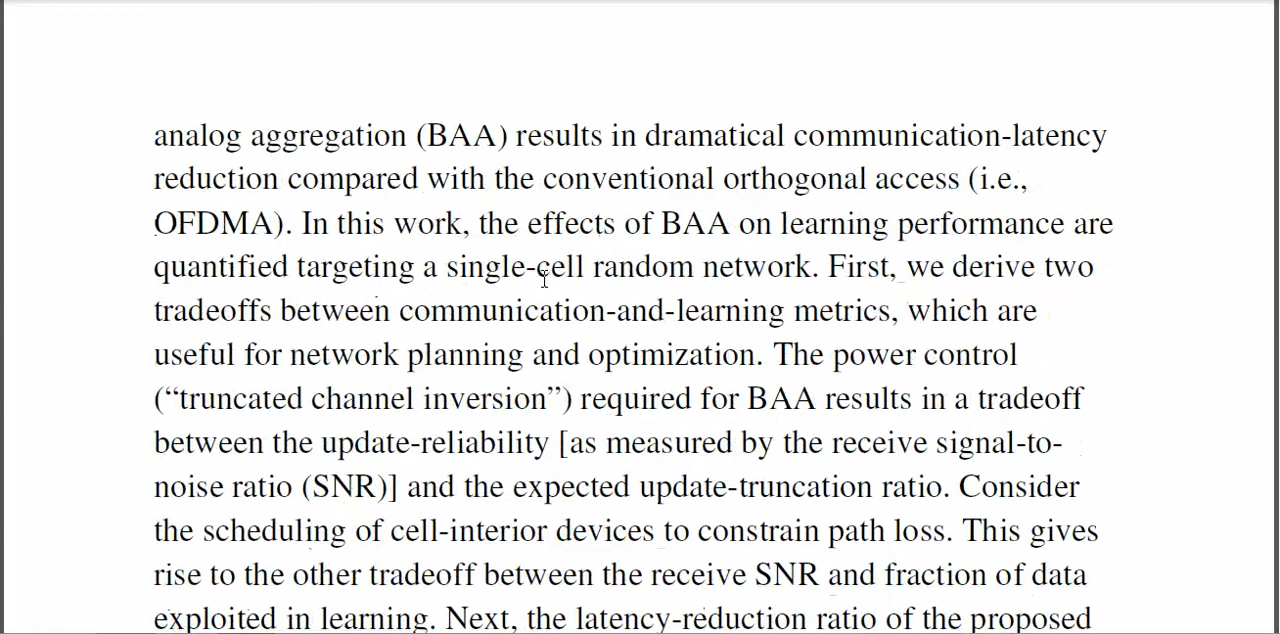 analog aggregation (BAA) results in dramatical communication-latency
reduction compared with the conventional orthogonal access (i.e.,
OFDMA). In this work, the effects of BAA on learning performance are
quantified targeting a single-cell random network. First, we derive two
tradeoffs between communication-and-learning metrics, which are
useful for network planning and optimization. The power control
(“truncated channel inversion”) required for BAA results in a tradeoff
between the update-reliability [as measured by the receive signal-to-
noise ratio (SNR)] and the expected update-truncation ratio. Consider
the scheduling of cell-interior devices to constrain path loss. This gives
rise to the other tradeoff between the receive SNR and fraction of data
exploited in learning. Next, the latency-reduction ratio of the proposed